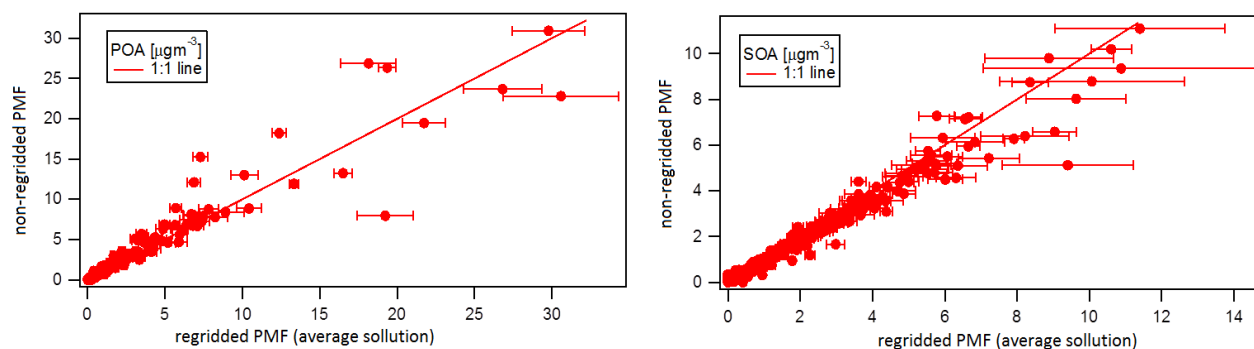 POA [µgm-3]
1:1 line
non-regridded PMF
30
25
20
15
10
5
0
0 5 10 15 20 25 30
regridded PMF (average sollution)
SOA [µgm-3]
1:1 line
non-regridded PMF
10
8
6
4
2
0
0 2 4 6 8 10 12 14
regridded PMF (average sollution)